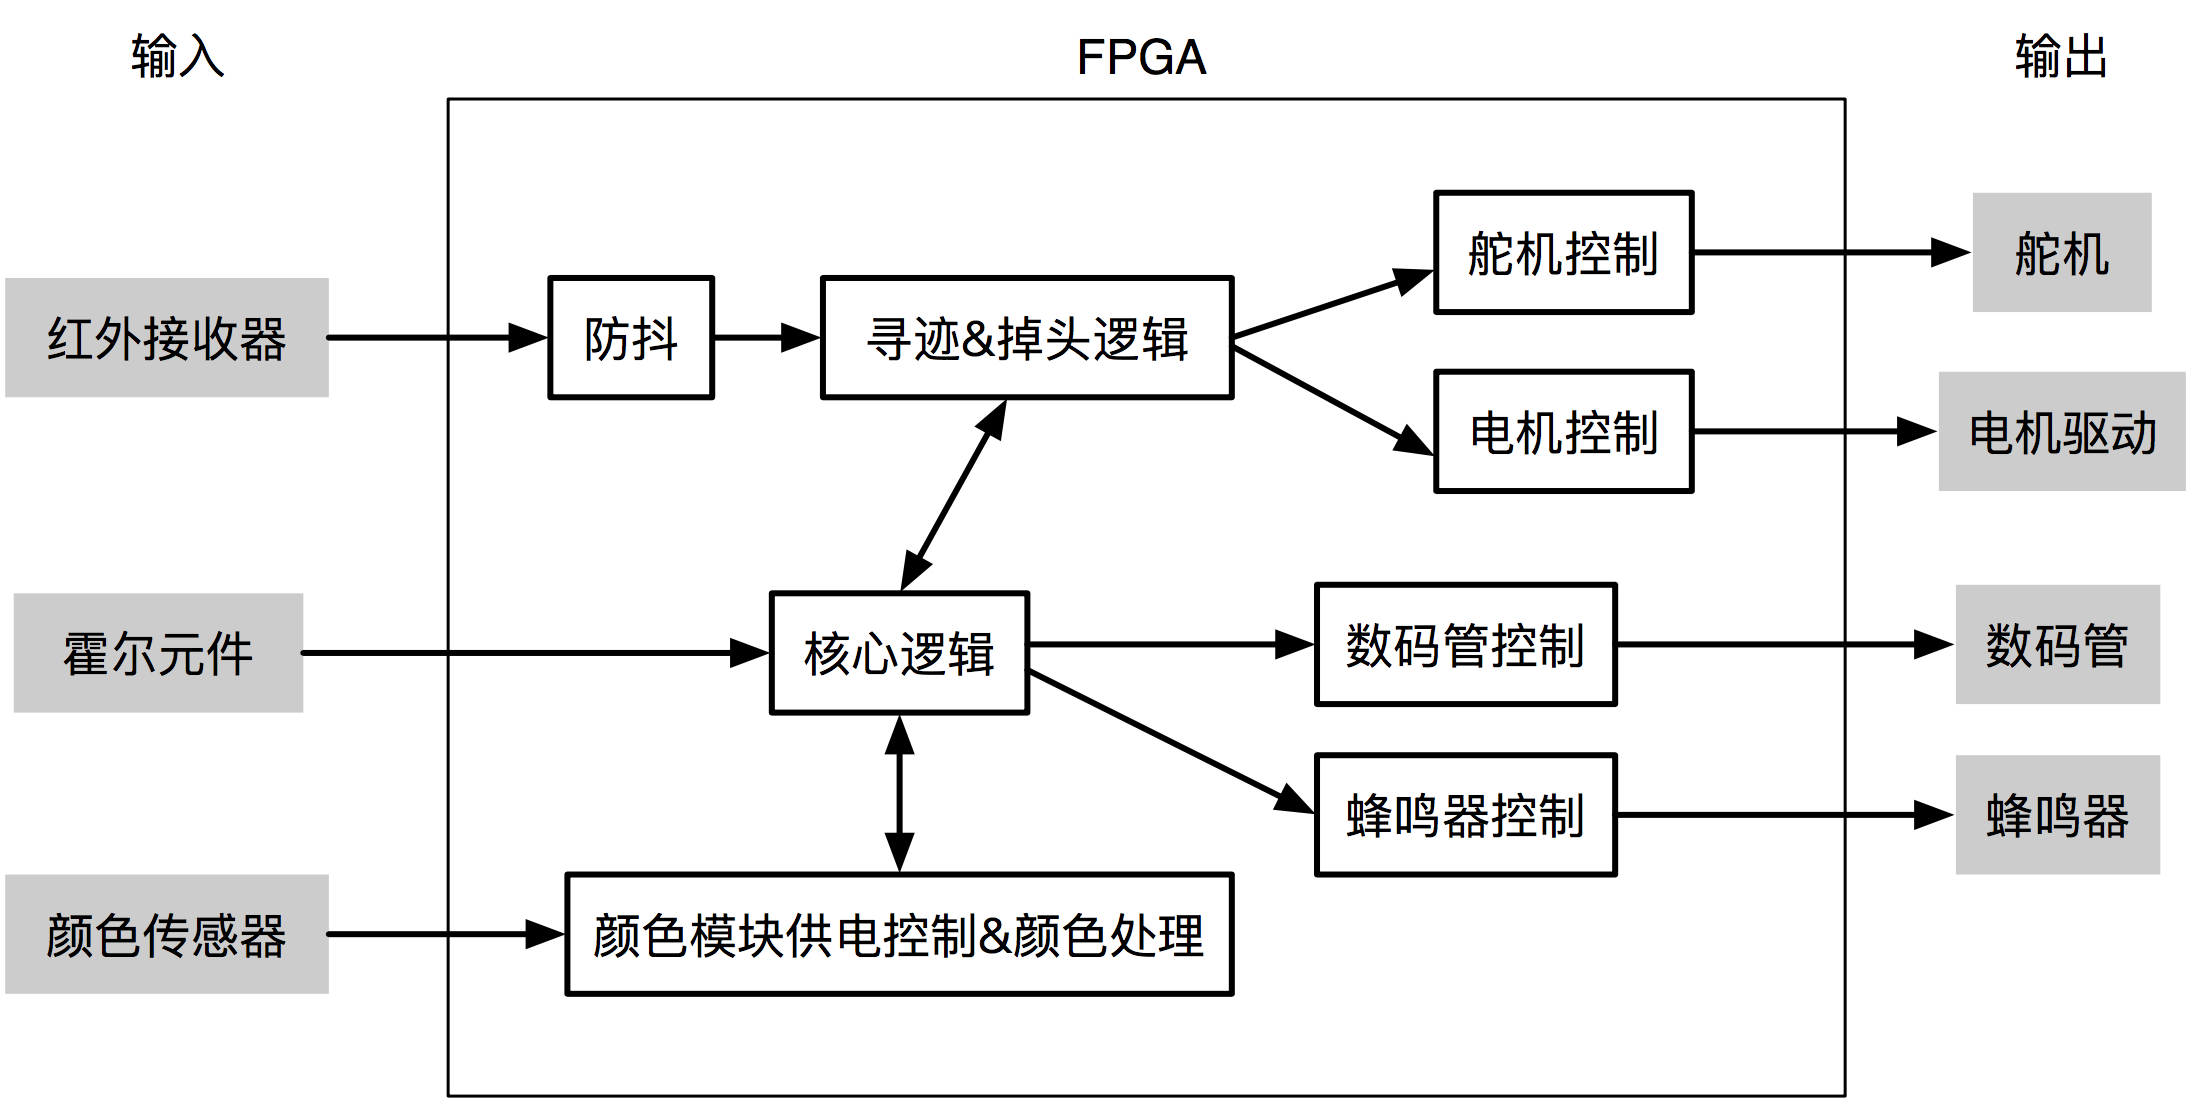 输入
FPGA
输出
舵机控制
舵机
红外接收器
防抖
寻迹&掉头逻辑
电机控制
电机驱动
霍尔元件
核心逻辑
数码管控制
数码管
蜂鸣器控制
蜂鸣器
颜色传感器
颜色模块供电控制&颜色处理